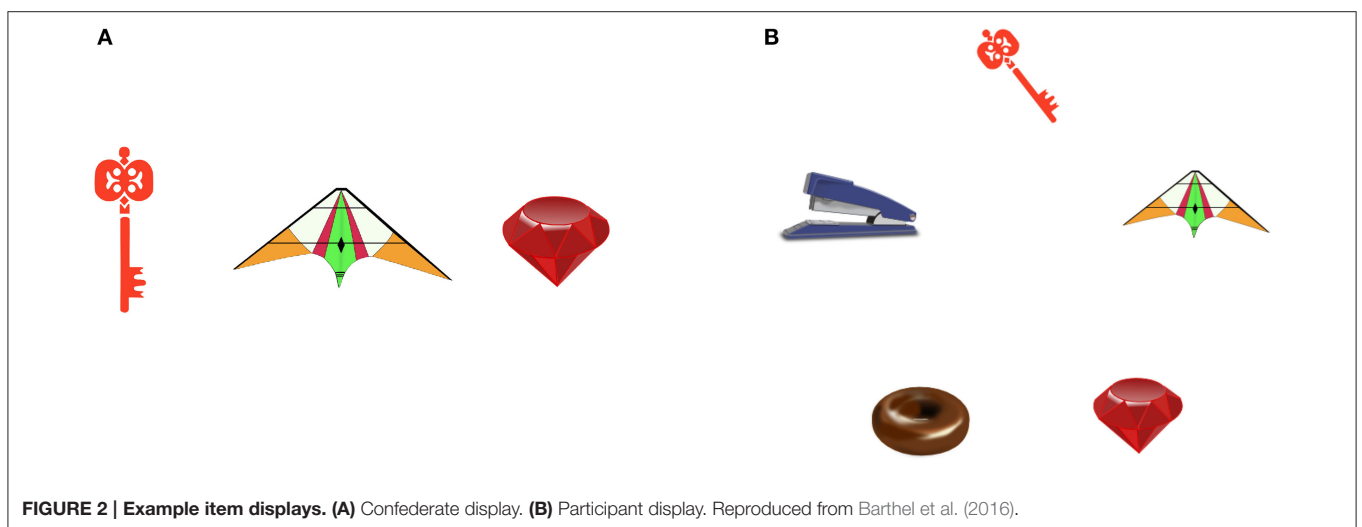 A
B
FIGURE 2 | Example item displays. (A) Confederate display. (B) Participant display. Reproduced from Barthel et al. (2016).